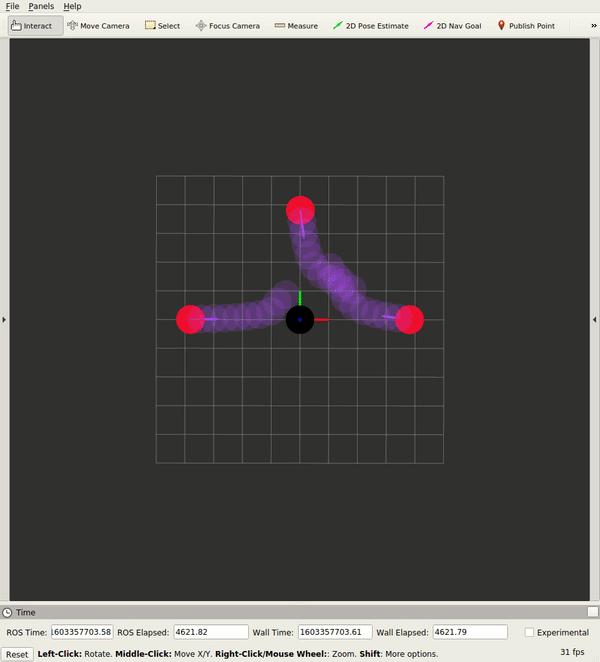 File Panels Help
Interact Move Camera Select Focus Camera Measure 2D Pose Estimate 2D Nav Goal Publish Point »
Time
ROS Time: 1603357703.58 ROS Elapsed: 4621.82 Wall Time: 1603357703.61 Wall Elapsed: 4621.79 Experimental
Reset Left-Click: Rotate. Middle-Click: Move X/Y. Right-Click/Mouse Wheel:: Zoom. Shift: More options. 31 fps